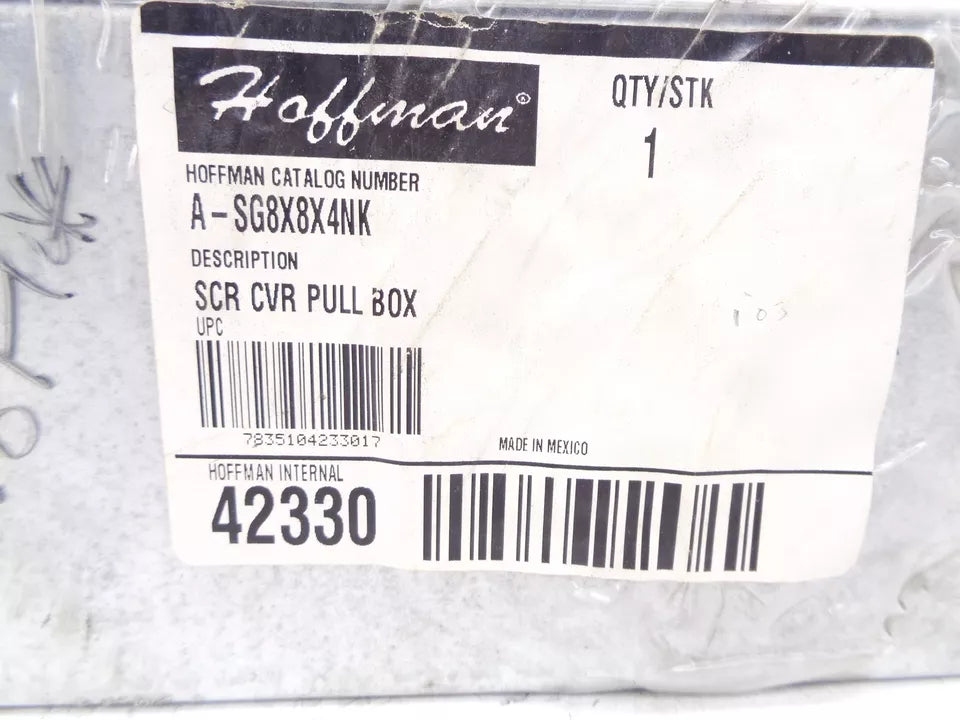 Hoffman®
QTY/STK
1
HOFFMAN CATALOG NUMBER
A-SG8X8X4NK
DESCRIPTION
SCR CVR PULL BOX
UPC
7835104233017
MADE IN MEXICO
HOFFMAN INTERNAL
42330